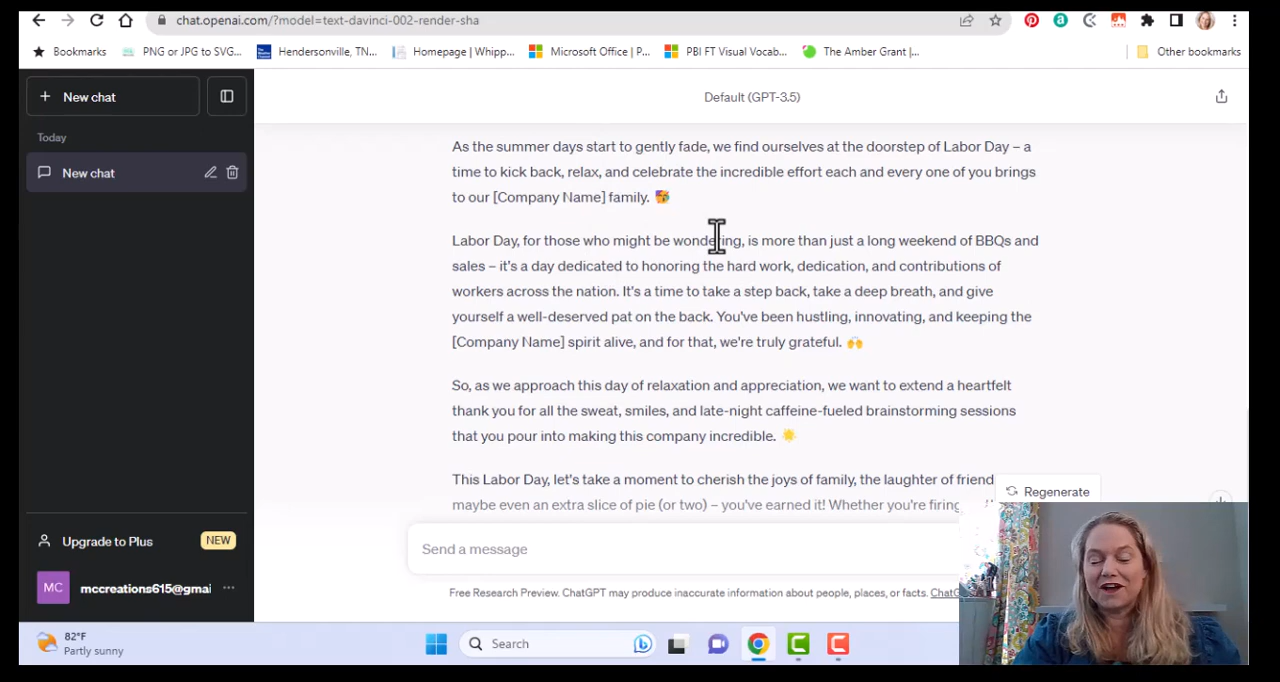 chat.openai.com/?model=text-davinci-002-render-sha
Bookmarks PNG or JPG to SVG... Hendersonville, TN... Homepage | Whipp... Microsoft Office | P... PBI FT Visual Vocab... The Amber Grant |... Other bookmarks
+ New chat
Default (GPT-3.5)
Today
New chat
As the summer days start to gently fade, we find ourselves at the doorstep of Labor Day – a
time to kick back, relax, and celebrate the incredible effort each and every one of you brings
to our [Company Name] family. 🎉
Labor Day, for those who might be wondering, is more than just a long weekend of BBQs and
sales – it's a day dedicated to honoring the hard work, dedication, and contributions of
workers across the nation. It's a time to take a step back, take a deep breath, and give
yourself a well-deserved pat on the back. You've been hustling, innovating, and keeping the
[Company Name] spirit alive, and for that, we're truly grateful. 🙌
So, as we approach this day of relaxation and appreciation, we want to extend a heartfelt
thank you for all the sweat, smiles, and late-night caffeine-fueled brainstorming sessions
that you pour into making this company incredible. 🌟
This Labor Day, let's take a moment to cherish the joys of family, the laughter of friend
maybe even an extra slice of pie (or two) – you've earned it! Whether you're firing
Regenerate
Upgrade to Plus NEW
Send a message
MC mccreations615@gmai ...
Free Research Preview. ChatGPT may produce inaccurate information about people, places, or facts. ChatG
82°F
Partly sunny
Search